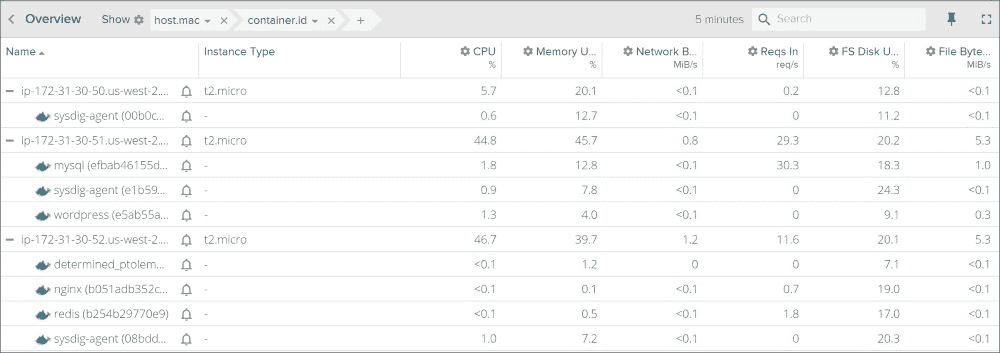 Overview Show host.mac container.id + 5 minutes Search
Name Instance Type CPU % Memory U... % Network B... MiB/s Reqs In req/s FS Disk U... % File Byte... MiB/s
ip-172-31-30-50.us-west-2.... t2.micro 5.7 20.1 <0.1 0.2 12.8 <0.1
sysdig-agent (00b0c... - 0.6 12.7 <0.1 0 11.2 <0.1
ip-172-31-30-51.us-west-2.... t2.micro 44.8 45.7 0.8 29.3 20.2 5.3
mysql (efbab46155d... - 1.8 12.8 <0.1 30.3 18.3 1.0
sysdig-agent (e1b59... - 0.9 7.8 <0.1 0 24.3 <0.1
wordpress (e5ab55a... - 1.3 4.0 <0.1 0 9.1 0.3
ip-172-31-30-52.us-west-2.... t2.micro 46.7 39.7 1.2 11.6 20.1 5.3
determined_ptolem... - <0.1 1.2 0 0 7.1 <0.1
nginx (b051adb352c... - <0.1 0.1 <0.1 0.7 19.0 <0.1
redis (b254b29770e9) - <0.1 0.5 <0.1 1.8 17.0 <0.1
sysdig-agent (08bdd... - 1.0 7.2 <0.1 0 20.3 <0.1